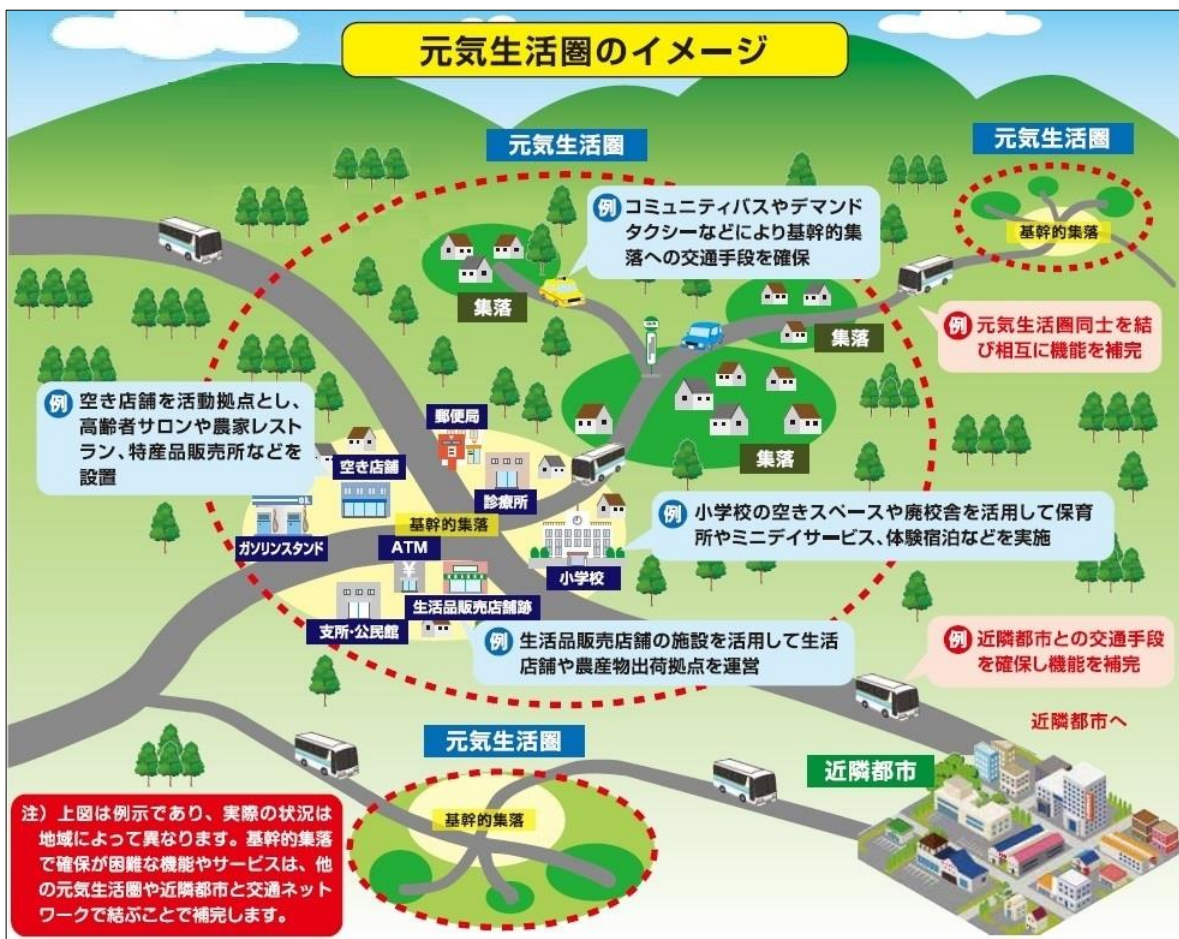 元気生活圏のイメージ
元気生活圏
元気生活圏
基幹的集落
例 コミュニティバスやデマンド
タクシーなどにより基幹的集
落への交通手段を確保
集落
集落
集落
例 元気生活圏同士を結
び相互に機能を補完
例 空き店舗を活動拠点とし、
高齢者サロンや農家レスト
ラン、特産品販売所などを
設置
郵便局
空き店舗
診療所
ガソリンスタンド
基幹的集落
ATM
¥
小学校
支所・公民館
生活品販売店舗跡
例 小学校の空きスペースや廃校舎を活用して保育
所やミニデイサービス、体験宿泊などを実施
例 生活品販売店舗の施設を活用して生活
店舗や農産物出荷拠点を運営
例 近隣都市との交通手段
を確保し機能を補完
近隣都市へ
近隣都市
元気生活圏
基幹的集落
注）上図は例示であり、実際の状況は
地域によって異なります。基幹的集落
で確保が困難な機能やサービスは、他
の元気生活圏や近隣都市と交通ネット
ワークで結ぶことで補完します。